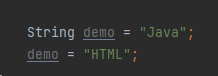 String demo = "Java";
demo = "HTML";